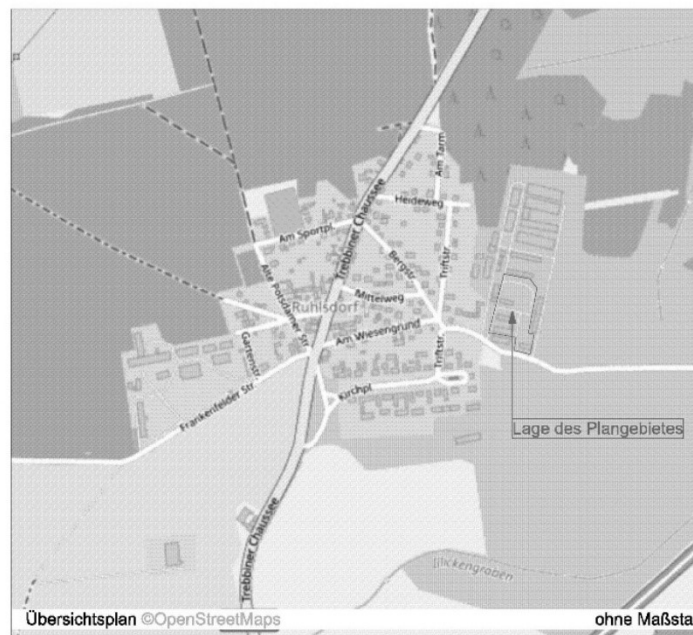 Am Tarm
Heideweg
Am Sportpl.
Trebbiner Chaussee
Bergstr.
Triftstr.
Alte Potsdamer Str.
Mittelweg
Ruhlsdorf
Am Wiesengrund
Gartenstr.
Triftstr.
Kirchpl.
Frankenfelder Str.
Lage des Plangebietes
Trebbiner Chaussee
Übersichtsplan ©OpenStreetMaps
ohne Maßsta